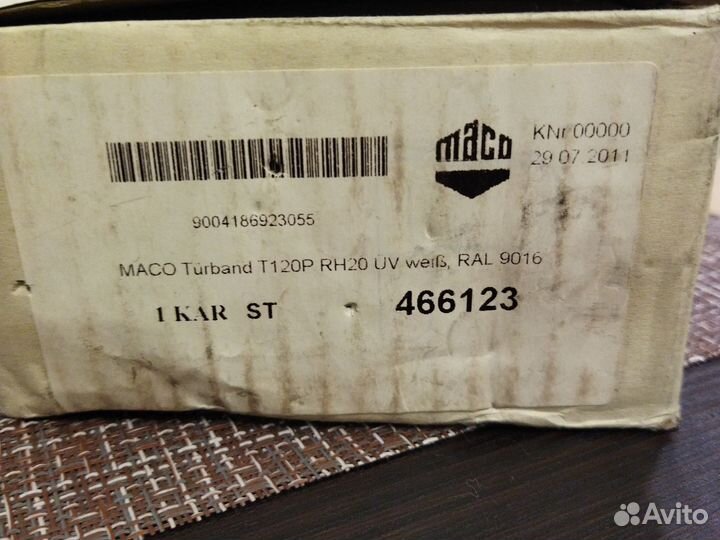 maco
KNr 00000
29 07 2011
9004186923055
MACO Türband T120P RH20 UV weiß, RAL 9016
1 KAR ST 466123
Avito